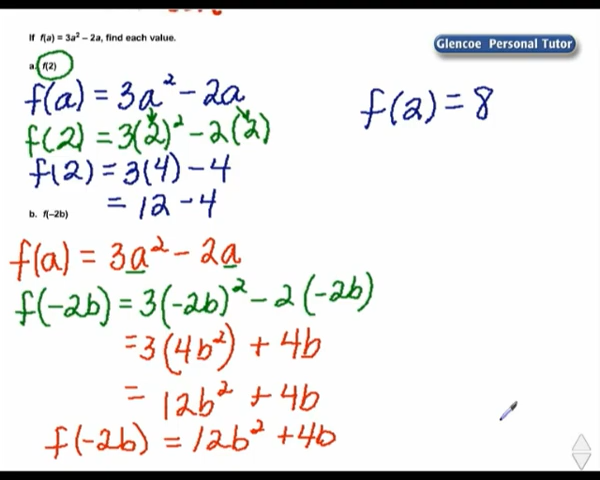 If f(a) = 3a² – 2a, find each value.
Glencoe Personal Tutor
a. f(2)
f(a) = 3a² − 2a
f(2) = 8
f(2) = 3(2)² − 2(2)
f(2) = 3(4) − 4
= 12 − 4
b. f(–2b)
f(a) = 3a² − 2a
f(−2b) = 3(−2b)² − 2(−2b)
= 3(4b²) + 4b
= 12b² + 4b
f(−2b) = 12b² + 4b